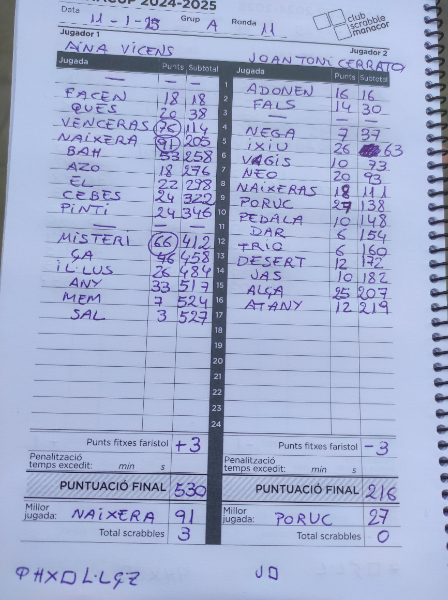 2024-2025
Data 11-1-25 Grup A Ronda 11
club scrabble manacor
Jugador 1 Jugador 2
AINA VICENS JOAN TONI CERRATO
Jugada Punts Subtotal Jugada Punts Subtotal
— — 1 ADONEN 16 16
FACEN 18 18 2 FALS 14 30
QUES 20 38 3 — —
VENCERAS 76 114 4 NEGA 7 37
NAIXERA 91 205 5 IXIU 26 63
BAH 53 258 6 VAGIS 10 73
AZO 18 276 7 NEO 20 93
EL 22 298 8 NAIXERAS 18 111
CEBES 24 322 9 PORUC 27 138
PINTI 24 346 10 PEDALA 10 148
— — 11 DAR 6 154
MISTERI 66 412 12 TRIO 6 160
ÇA 46 458 13 DESERT 12 172
IL·LUS 26 484 14 JAS 10 182
ANY 33 517 15 ALÇA 25 207
MEM 7 524 16 ATANY 12 219
SAL 3 527 17
18
19
20
21
22
23
24
Punts fitxes faristol +3 Punts fitxes faristol -3
Penalització temps excedit: min s Penalització temps excedit: min s
PUNTUACIÓ FINAL 530 PUNTUACIÓ FINAL 216
Millor jugada: NAIXERA 91 Millor jugada: PORUC 27
Total scrabbles 3 Total scrabbles 0
QHXDL·LÇZ JD